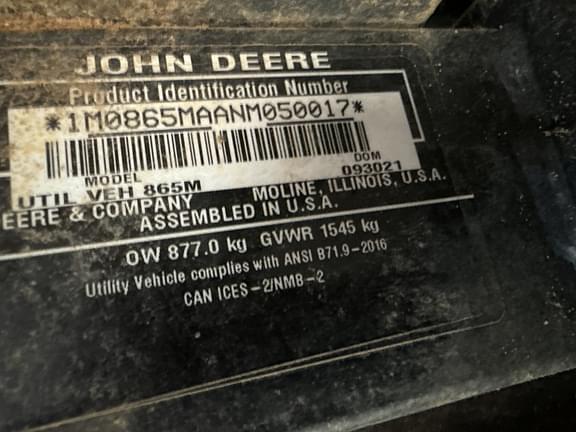 JOHN DEERE
Product Identification Number
*1M0865MAANM050017*
MODEL DOM
UTIL VEH 865M 093021
EERE & COMPANY MOLINE, ILLINOIS, U.S.A.
ASSEMBLED IN U.S.A.
OW 877.0 kg GVWR 1545 kg
Utility Vehicle complies with ANSI B71.9-2016
CAN ICES-2/NMB-2